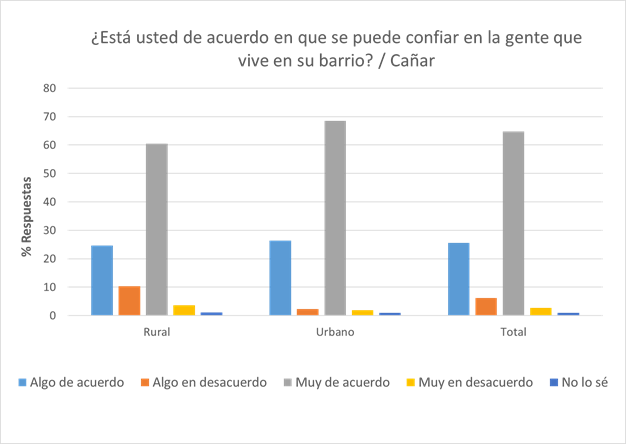 ¿Está usted de acuerdo en que se puede confiar en la gente que
vive en su barrio? / Cañar
% Respuestas
80
70
60
50
40
30
20
10
0
Rural
Urbano
Total
Algo de acuerdo
Algo en desacuerdo
Muy de acuerdo
Muy en desacuerdo
No lo sé